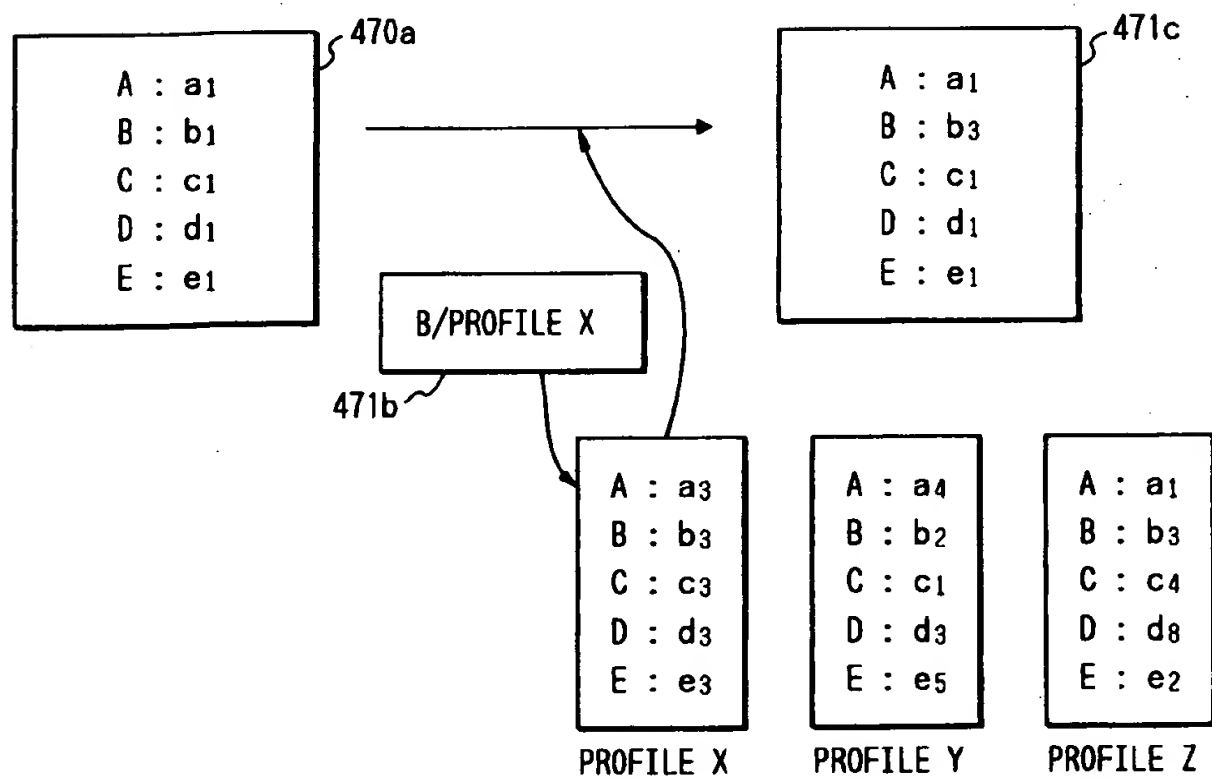 470a
A : a1
B : b1
C : c1
D : d1
E : e1
471c
A : a1
B : b3
C : c1
D : d1
E : e1
B/PROFILE X
471b
A : a3
B : b3
C : c3
D : d3
E : e3
PROFILE X
A : a4
B : b2
C : c1
D : d3
E : e5
PROFILE Y
A : a1
B : b3
C : c4
D : d8
E : e2
PROFILE Z